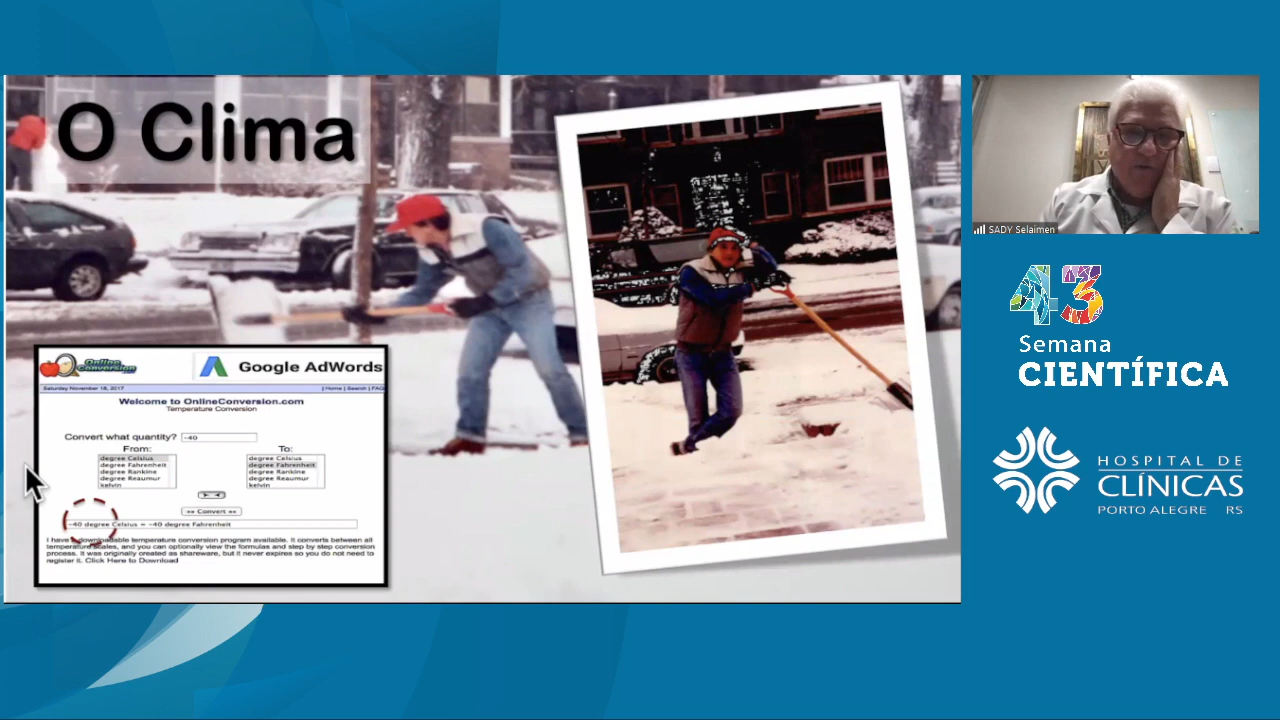 O Clima
Online
Conversion
Google AdWords
Saturday November 18, 2017
| Home | Search | FAQ
Welcome to OnlineConversion.com
Temperature Conversion
Convert what quantity? -40
From:
degree Celsius
degree Fahrenheit
degree Rankine
degree Reaumur
kelvin
To:
degree Celsius
degree Fahrenheit
degree Rankine
degree Reaumur
kelvin
== Convert ==
-40 degree Celsius = -40 degree Fahrenheit
I have a downloadable temperature conversion program available. It converts between all
temperature scales, and you can optionally view the formulas and step by step conversion
process. It was originally created as shareware, but it never expires so you do not need to
register it. Click Here to Download
SADY Selaimen
43
Semana
CIENTÍFICA
HOSPITAL DE
CLÍNICAS
PORTO ALEGRE RS